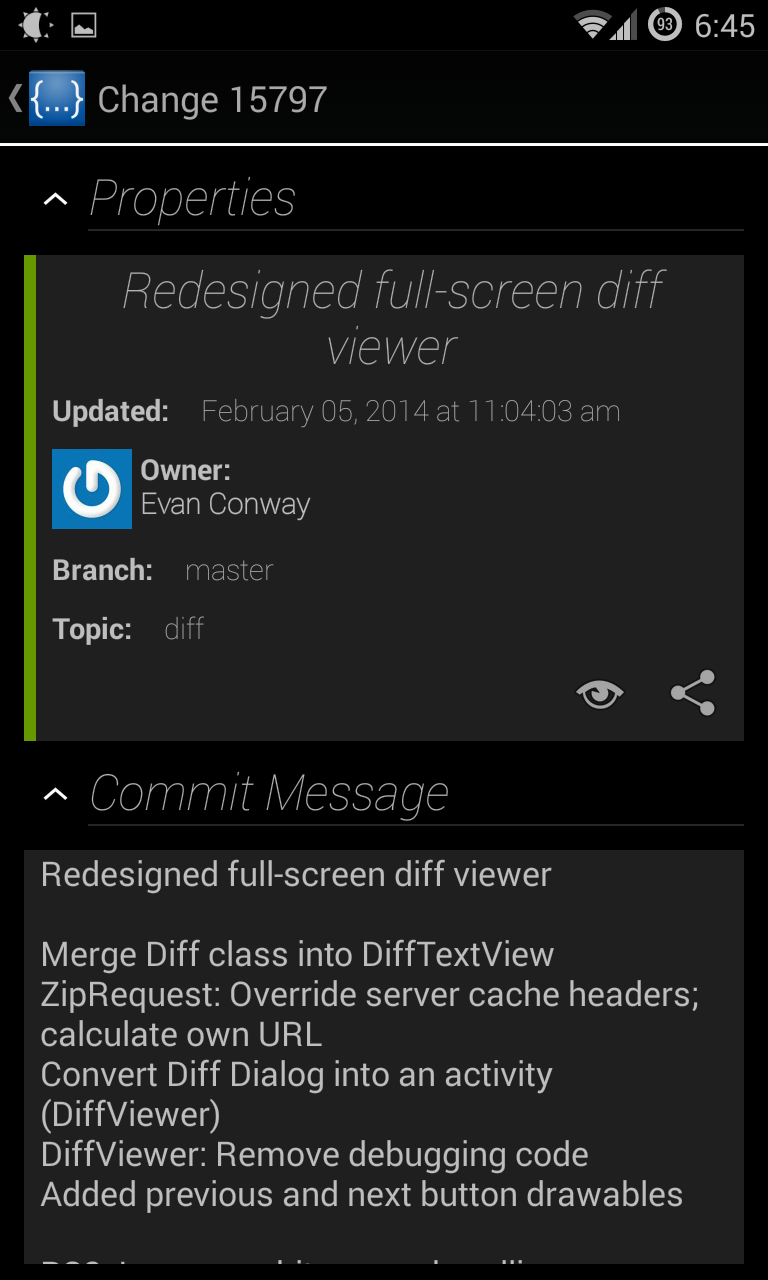 93 6:45
{...} Change 15797
Properties
Redesigned full-screen diff
viewer
Updated: February 05, 2014 at 11:04:03 am
Owner:
Evan Conway
Branch: master
Topic: diff
Commit Message
Redesigned full-screen diff viewer
Merge Diff class into DiffTextView
ZipRequest: Override server cache headers;
calculate own URL
Convert Diff Dialog into an activity
(DiffViewer)
DiffViewer: Remove debugging code
Added previous and next button drawables